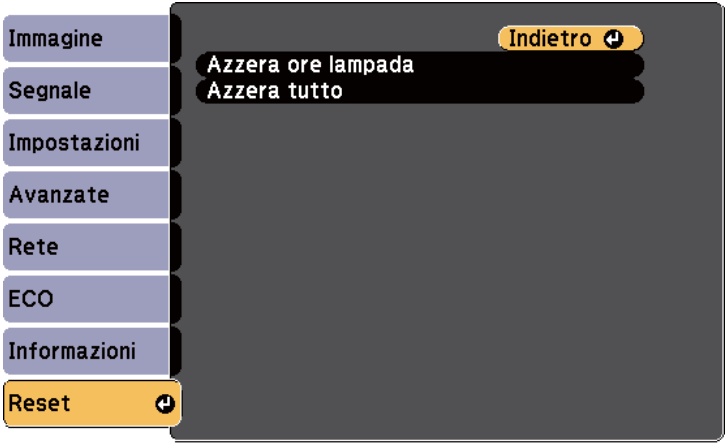 Immagine
Segnale
Impostazioni
Avanzate
Rete
ECO
Informazioni
Reset
Indietro
Azzera ore lampada
Azzera tutto